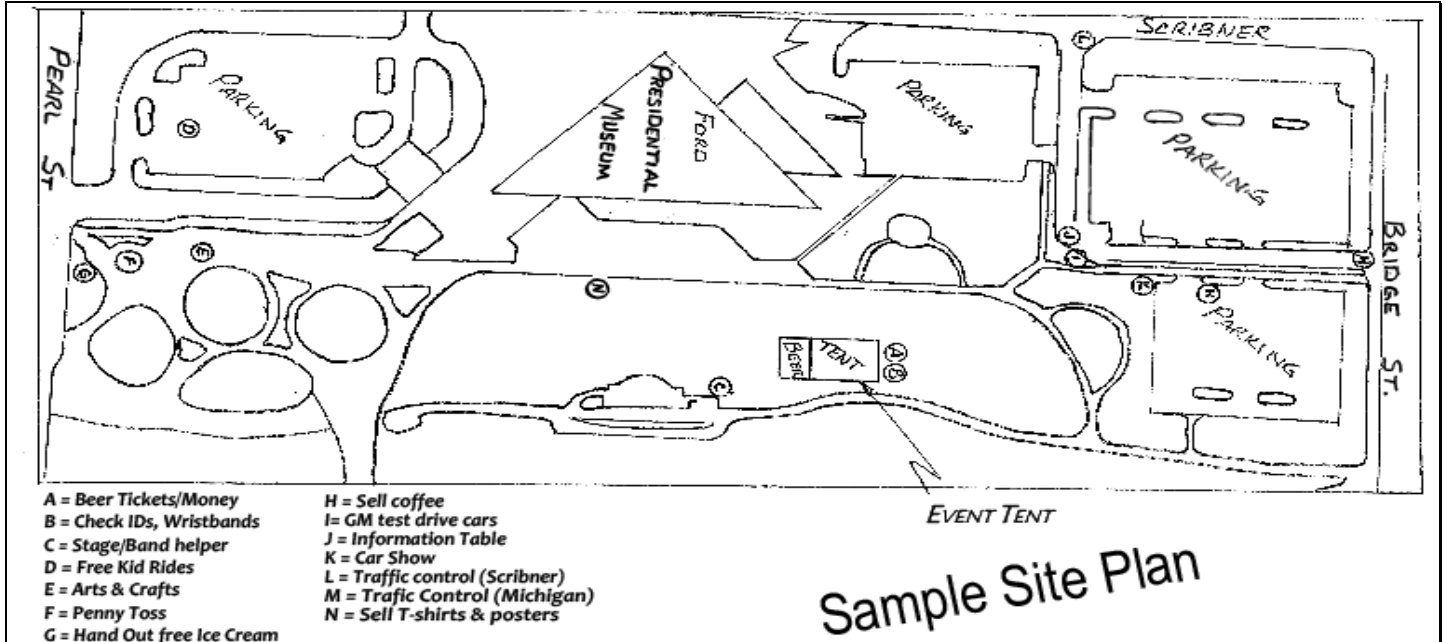 SCRIBNER
L
PEARL ST
PARKING
D
FORD
PRESIDENTIAL
MUSEUM
PARKING
PARKING
BRIDGE ST.
J
G
F
E
N
K
K
PARKING
BEER
TENT
A
B
C
EVENT TENT
A = Beer Tickets/Money
B = Check IDs, Wristbands
C = Stage/Band helper
D = Free Kid Rides
E = Arts & Crafts
F = Penny Toss
G = Hand Out free Ice Cream
H = Sell coffee
I= GM test drive cars
J = Information Table
K = Car Show
L = Traffic control (Scribner)
M = Trafic Control (Michigan)
N = Sell T-shirts & posters
Sample Site Plan